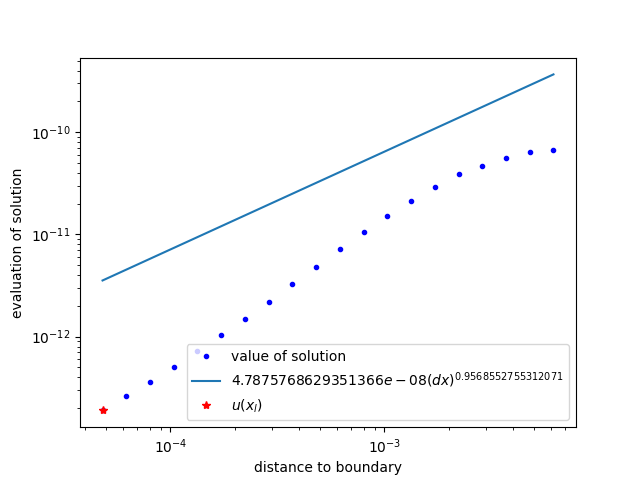 10⁻¹⁰
10⁻¹¹
10⁻¹²
evaluation of solution
value of solution
4.7875768629351366e − 08(dx)^0.9568552755312071
u(x_l)
10⁻⁴
10⁻³
distance to boundary